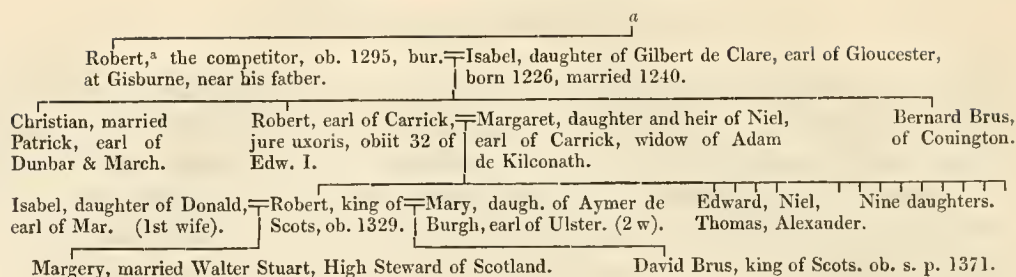 a
Robert,ª the competitor, ob. 1295, bur. Isabel, daughter of Gilbert de Clare, earl of Gloucester,
at Gisburne, near his father. born 1226, married 1240.
Christian, married
Patrick, earl of
Dunbar & March.
Robert, earl of Carrick,
jure uxoris, obiit 32 of
Edw. I.
Margaret, daughter and heir of Niel,
earl of Carrick, widow of Adam
de Kilconath.
Bernard Brus,
of Conington.
Isabel, daughter of Donald,
earl of Mar. (1st wife).
Robert, king of
Scots, ob. 1329.
Mary, daugh. of Aymer de
Burgh, earl of Ulster. (2 w).
Edward, Niel,
Thomas, Alexander.
Nine daughters.
Margery, married Walter Stuart, High Steward of Scotland.
David Brus, king of Scots. ob. s. p. 1371.